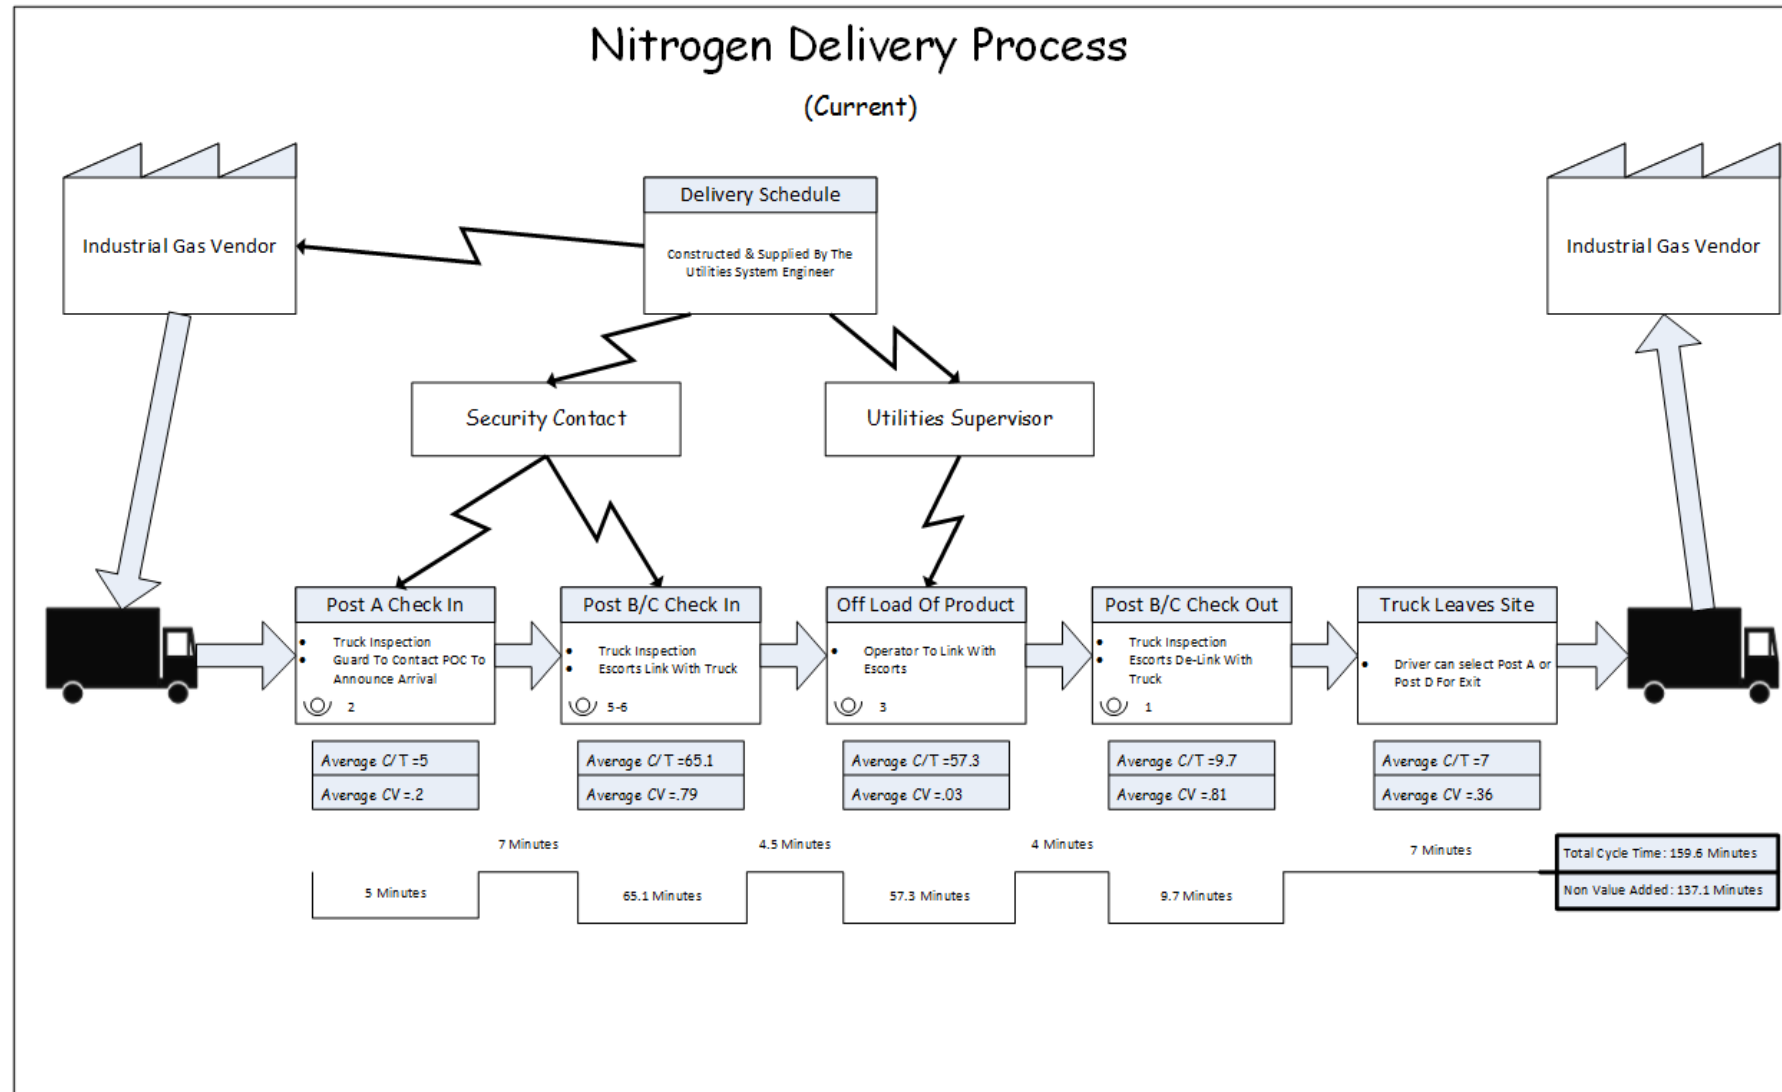 Nitrogen Delivery Process
(Current)
Industrial Gas Vendor
Delivery Schedule
Constructed & Supplied By The
Utilities System Engineer
Industrial Gas Vendor
Security Contact
Utilities Supervisor
Post A Check In
• Truck Inspection
• Guard To Contact POC To
Announce Arrival
2
Post B/C Check In
• Truck Inspection
• Escorts Link With Truck
5-6
Off Load Of Product
• Operator To Link With
Escorts
3
Post B/C Check Out
• Truck Inspection
• Escorts De-Link With
Truck
1
Truck Leaves Site
• Driver can select Post A or
Post D For Exit
Average C/T =5
Average CV =.2
Average C/T =65.1
Average CV =.79
Average C/T =57.3
Average CV =.03
Average C/T =9.7
Average CV =.81
Average C/T =7
Average CV =.36
7 Minutes
4.5 Minutes
4 Minutes
7 Minutes
5 Minutes
65.1 Minutes
57.3 Minutes
9.7 Minutes
Total Cycle Time: 159.6 Minutes
Non Value Added: 137.1 Minutes